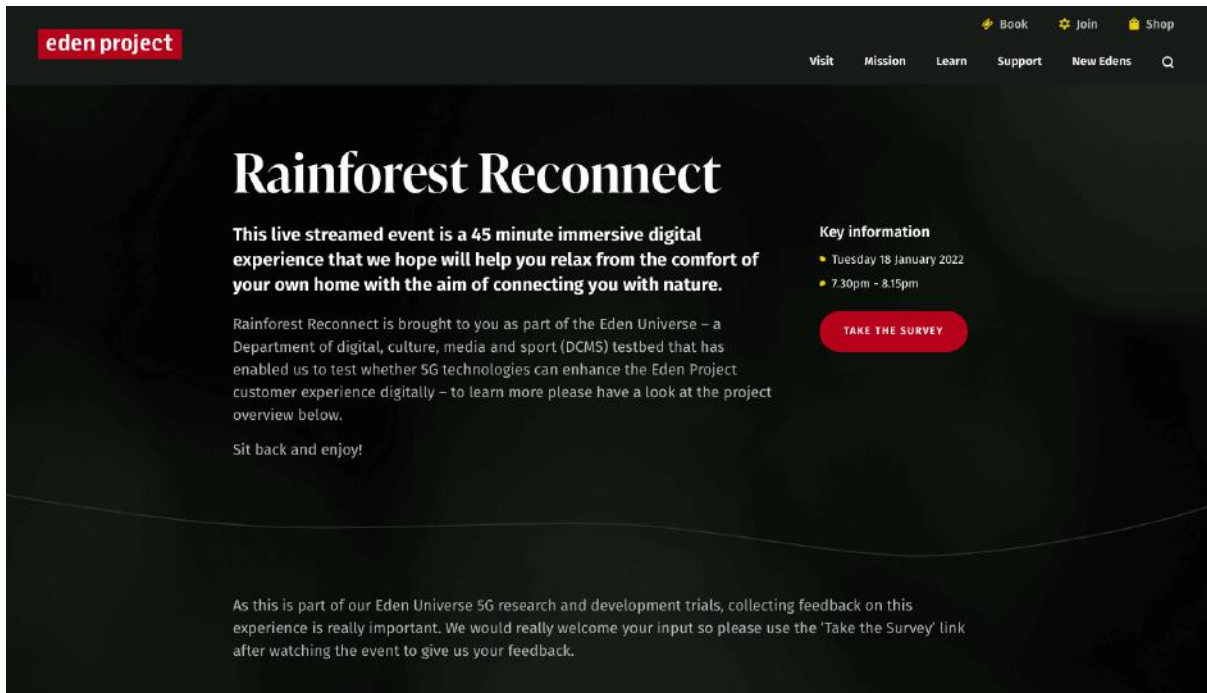 eden project
Book
Join
Shop
Visit
Mission
Learn
Support
New Edens
Rainforest Reconnect
This live streamed event is a 45 minute immersive digital
experience that we hope will help you relax from the comfort of
your own home with the aim of connecting you with nature.
Rainforest Reconnect is brought to you as part of the Eden Universe – a
Department of digital, culture, media and sport (DCMS) testbed that has
enabled us to test whether 5G technologies can enhance the Eden Project
customer experience digitally – to learn more please have a look at the project
overview below.
Sit back and enjoy!
Key information
Tuesday 18 January 2022
7.30pm - 8.15pm
TAKE THE SURVEY
As this is part of our Eden Universe 5G research and development trials, collecting feedback on this
experience is really important. We would really welcome your input so please use the ‘Take the Survey’ link
after watching the event to give us your feedback.